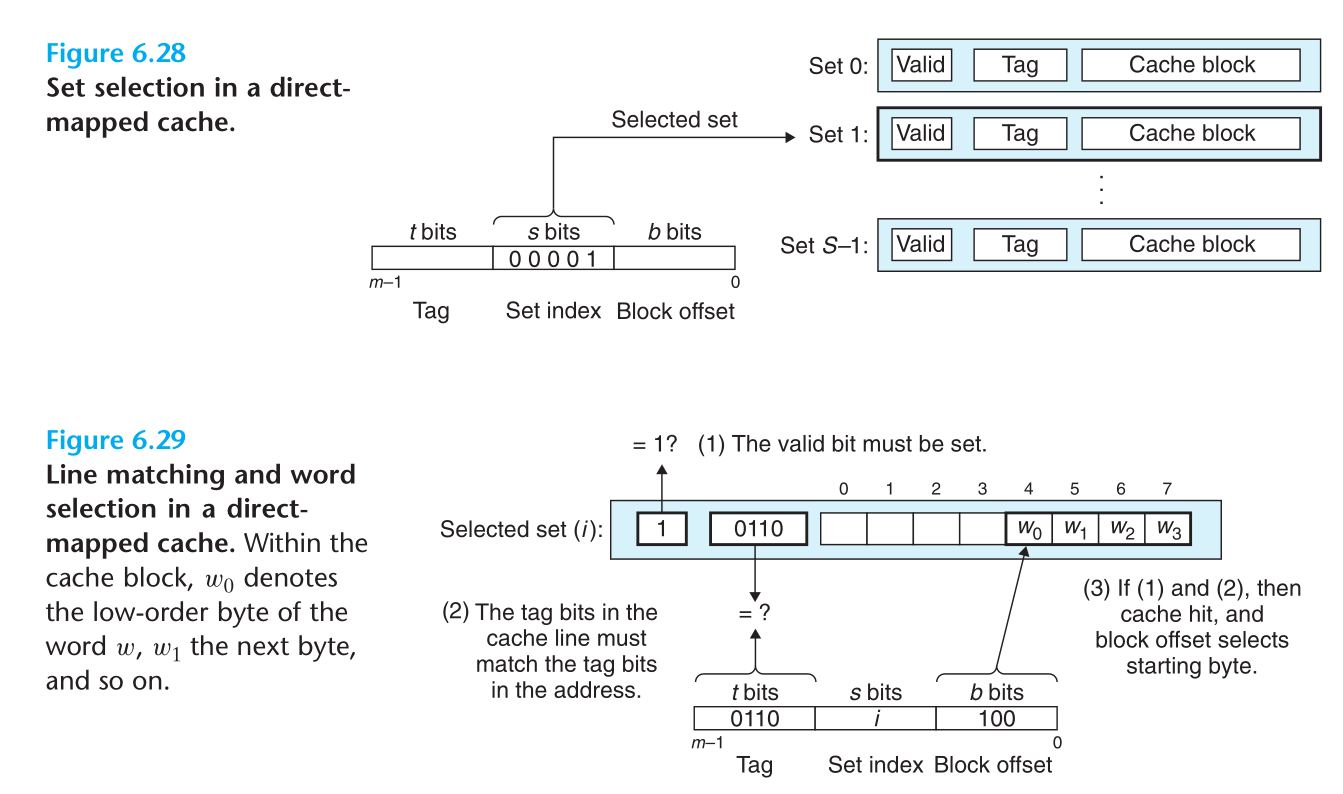 Figure 6.28
Set selection in a direct-
mapped cache.
Set 0: Valid Tag Cache block
Selected set
Set 1: Valid Tag Cache block
⋮
t bits s bits b bits
Set S–1: Valid Tag Cache block
0 0 0 0 1
m–1 0
Tag Set index Block offset
Figure 6.29
Line matching and word
selection in a direct-
mapped cache. Within the
cache block, w0 denotes
the low-order byte of the
word w, w1 the next byte,
and so on.
= 1? (1) The valid bit must be set.
0 1 2 3 4 5 6 7
Selected set (i): 1 0110 w0 w1 w2 w3
(2) The tag bits in the
cache line must
match the tag bits
in the address.
= ?
(3) If (1) and (2), then
cache hit, and
block offset selects
starting byte.
t bits s bits b bits
0110 i 100
m–1 0
Tag Set index Block offset